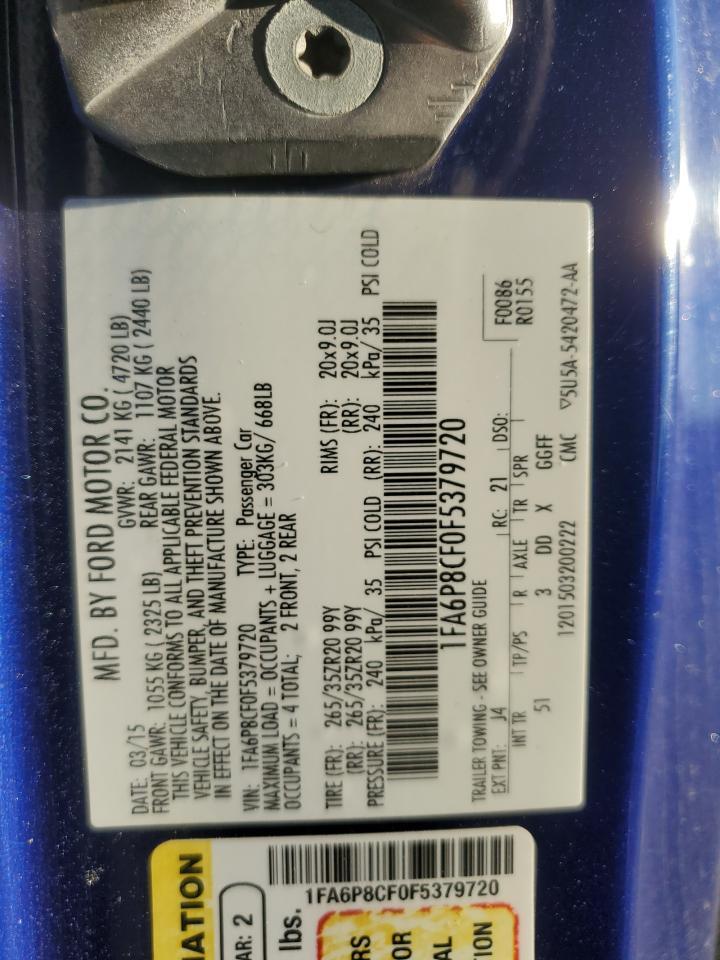 MFD. BY FORD MOTOR CO.
DATE: 03/15 GVWR: 2141 KG ( 4720 LB)
FRONT GAWR: 1055 KG ( 2325 LB) REAR GAWR: 1107 KG ( 2440 LB)
THIS VEHICLE CONFORMS TO ALL APPLICABLE FEDERAL MOTOR
VEHICLE SAFETY, BUMPER, AND THEFT PREVENTION STANDARDS
IN EFFECT ON THE DATE OF MANUFACTURE SHOWN ABOVE.
VIN: 1FA6P8CF0F5379720 TYPE: Passenger Car
MAXIMUM LOAD = OCCUPANTS + LUGGAGE = 303KG/ 668LB
OCCUPANTS = 4 TOTAL; 2 FRONT, 2 REAR
TIRE (FR): 265/35ZR20 99Y RIMS (FR): 20x9.0J
(RR): 265/35ZR20 99Y (RR): 20x9.0J
PRESSURE (FR): 240 kPa/ 35 PSI COLD (RR): 240 kPa/ 35 PSI COLD
1FA6P8CF0F5379720
TRAILER TOWING - SEE OWNER GUIDE
F0086
R0155
EXT PNT: J4 RC: 21 DSO:
INT TR TP/PS R AXLE TR SPR
51 3 DD X GGFF
1201503200222 CMC ▽5U5A-5420472-AA
1FA6P8CF0F5379720
AR: 2
lbs.